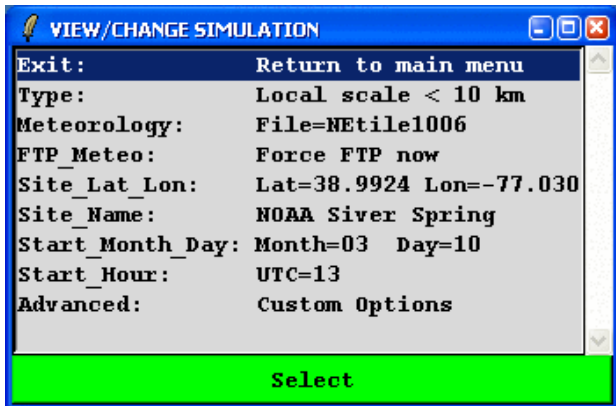 VIEW/CHANGE SIMULATION
Exit: Return to main menu
Type: Local scale < 10 km
Meteorology: File=NEtile1006
FTP_Meteo: Force FTP now
Site_Lat_Lon: Lat=38.9924 Lon=-77.030
Site_Name: NOAA Siver Spring
Start_Month_Day: Month=03 Day=10
Start_Hour: UTC=13
Advanced: Custom Options
Select